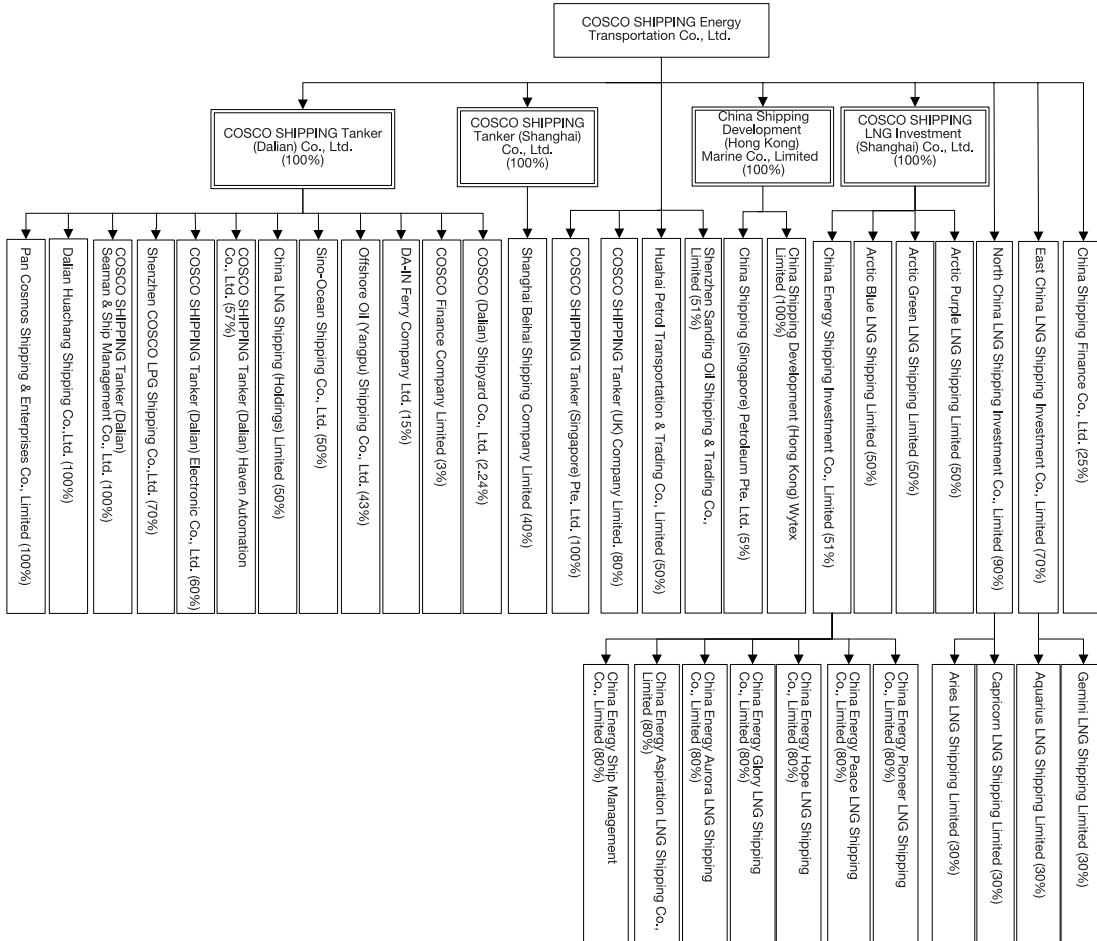 COSCO SHIPPING Energy
Transportation Co., Ltd.
COSCO SHIPPING Tanker
(Dalian) Co., Ltd.
(100%)
COSCO SHIPPING
Tanker (Shanghai)
Co., Ltd.
(100%)
China Shipping
Development
(Hong Kong)
Marine Co., Limited
(100%)
COSCO SHIPPING
LNG Investment
(Shanghai) Co., Ltd.
(100%)
Pan Cosmos Shipping & Enterprises Co., Limited (100%)
Dalian Huachang Shipping Co.,Ltd. (100%)
COSCO SHIPPING Tanker (Dalian)
Seaman & Ship Management Co., Ltd. (100%)
Shenzhen COSCO LPG Shipping Co.,Ltd. (70%)
COSCO SHIPPING Tanker (Dalian) Electronic Co., Ltd. (60%)
COSCO SHIPPING Tanker (Dalian) Haven Automation
Co., Ltd. (57%)
China LNG Shipping (Holdings) Limited (50%)
Sino-Ocean Shipping Co., Ltd. (50%)
Offshore Oil (Yangpu) Shipping Co., Ltd. (43%)
DA-IN Ferry Company Ltd. (15%)
COSCO Finance Company Limited (3%)
COSCO (Dalian) Shipyard Co., Ltd. (2.24%)
Shanghai Beihai Shipping Company Limited (40%)
COSCO SHIPPING Tanker (Singapore) Pte. Ltd. (100%)
COSCO SHIPPING Tanker (UK) Company Limited. (80%)
Huahai Petrol Transportation & Trading Co., Limited (50%)
Shenzhen Sanding Oil Shipping & Trading Co.,
Limited (51%)
China Shipping (Singapore) Petroleum Pte. Ltd. (5%)
China Shipping Development (Hong Kong) Wytex
Limited (100%)
China Energy Shipping Investment Co., Limited (51%)
Arctic Blue LNG Shipping Limited (50%)
Arctic Green LNG Shipping Limited (50%)
Arctic Purple LNG Shipping Limited (50%)
North China LNG Shipping Investment Co., Limited (90%)
East China LNG Shipping Investment Co., Limited (70%)
China Shipping Finance Co., Ltd. (25%)
China Energy Ship Management
Co., Limited (80%)
China Energy Aspiration LNG Shipping Co.,
Limited (80%)
China Energy Aurora LNG Shipping
Co., Limited (80%)
China Energy Glory LNG Shipping
Co., Limited (80%)
China Energy Hope LNG Shipping
Co., Limited (80%)
China Energy Peace LNG Shipping
Co., Limited (80%)
China Energy Pioneer LNG Shipping
Co., Limited (80%)
Aries LNG Shipping Limited (30%)
Capricorn LNG Shipping Limited (30%)
Aquarius LNG Shipping Limited (30%)
Gemini LNG Shipping Limited (30%)